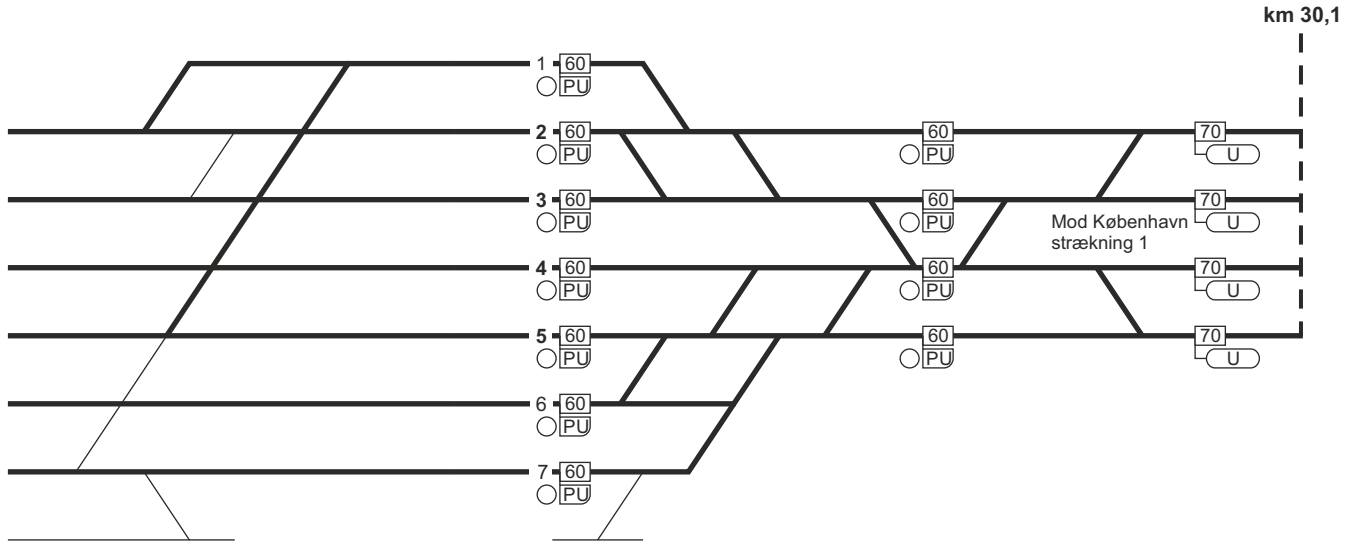 km 30,1
1 60
PU
2 60 60 70
PU PU U
3 60 60 70
PU PU U
Mod København
strækning 1
4 60 60 70
PU PU U
5 60 60 70
PU PU U
6 60
PU
7 60
PU